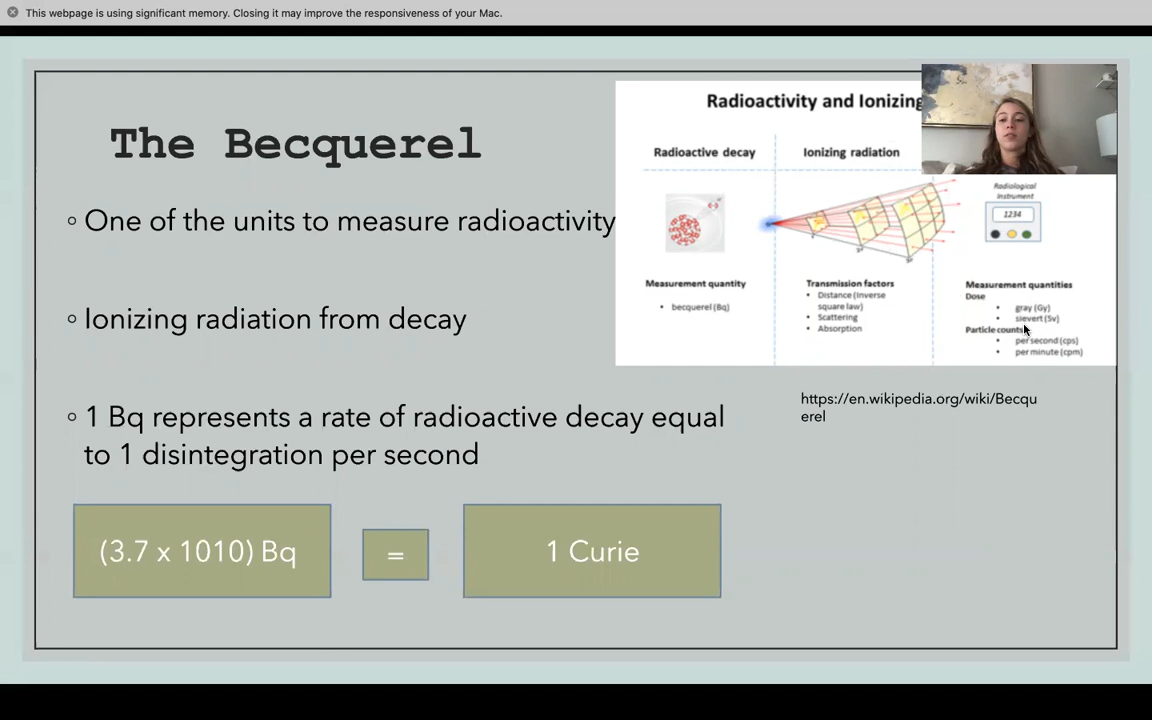 This webpage is using significant memory. Closing it may improve the responsiveness of your Mac.
The Becquerel
◦ One of the units to measure radioactivity
◦ Ionizing radiation from decay
◦ 1 Bq represents a rate of radioactive decay equal
to 1 disintegration per second
(3.7 x 1010) Bq
=
1 Curie
Radioactivity and Ionizing
Radioactive decay
Ionizing radiation
Radiological
instrument
1234
Measurement quantity
• becquerel (Bq)
Transmission factors
• Distance (Inverse
square law)
• Scattering
• Absorption
Measurement quantities
Dose
• gray (Gy)
• sievert (Sv)
Particle counts
• per second (cps)
• per minute (cpm)
https://en.wikipedia.org/wiki/Becqu
erel